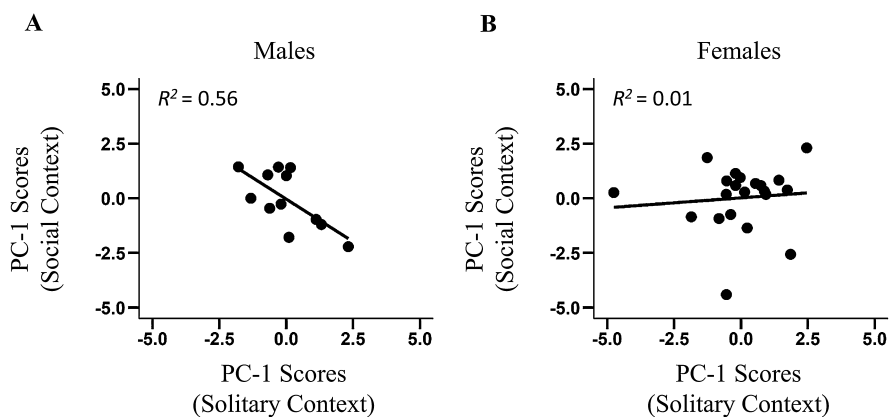 A
Males
R² = 0.56
5.0
2.5
0.0
-2.5
-5.0
PC-1 Scores
(Social Context)
-5.0 -2.5 0.0 2.5 5.0
PC-1 Scores
(Solitary Context)
B
Females
R² = 0.01
5.0
2.5
0.0
-2.5
-5.0
PC-1 Scores
(Social Context)
-5.0 -2.5 0.0 2.5 5.0
PC-1 Scores
(Solitary Context)